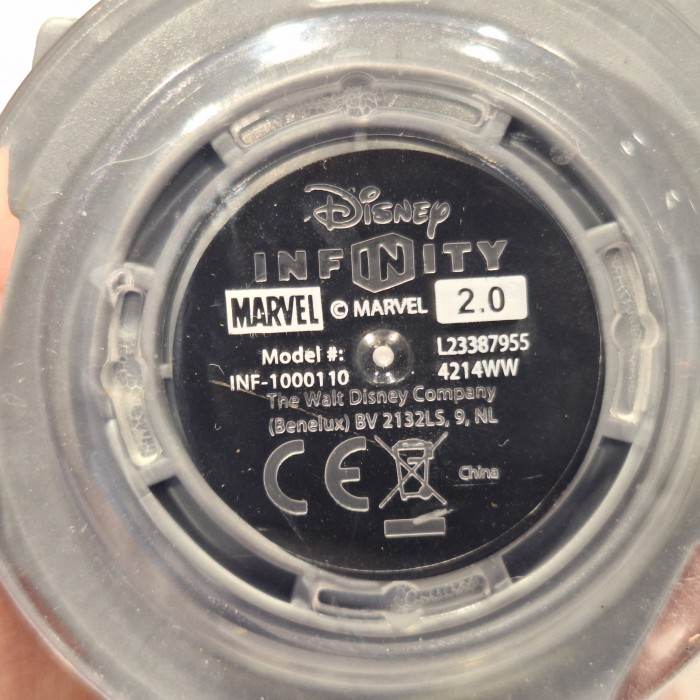 Disney
INFINITY
MARVEL © MARVEL 2.0
Model #: L23387955
INF-1000110 4214WW
The Walt Disney Company
(Benelux) BV 2132LS, 9, NL
CE China